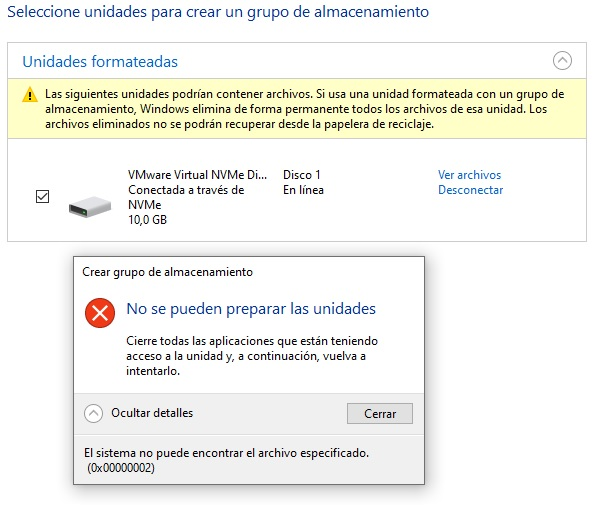 Seleccione unidades para crear un grupo de almacenamiento
Unidades formateadas
Las siguientes unidades podrían contener archivos. Si usa una unidad formateada con un grupo de
almacenamiento, Windows elimina de forma permanente todos los archivos de esa unidad. Los
archivos eliminados no se podrán recuperar desde la papelera de reciclaje.
VMware Virtual NVMe Di... Disco 1 Ver archivos
Conectada a través de En línea Desconectar
NVMe
10,0 GB
Crear grupo de almacenamiento
No se pueden preparar las unidades
Cierre todas las aplicaciones que están teniendo
acceso a la unidad y, a continuación, vuelva a
intentarlo.
Ocultar detalles Cerrar
El sistema no puede encontrar el archivo especificado.
(0x00000002)